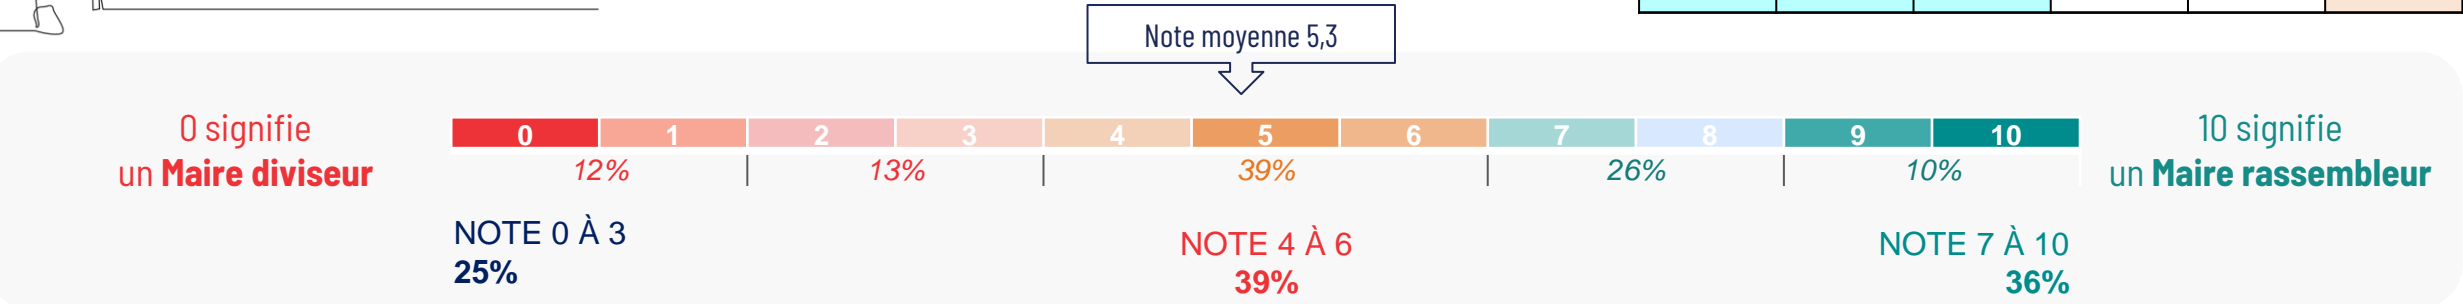 Note moyenne 5,3
0 signifie
un Maire diviseur
0 1 2 3 4 5 6 7 8 9 10
12% 13% 39% 26% 10%
10 signifie
un Maire rassembleur
NOTE 0 À 3
25%
NOTE 4 À 6
39%
NOTE 7 À 10
36%